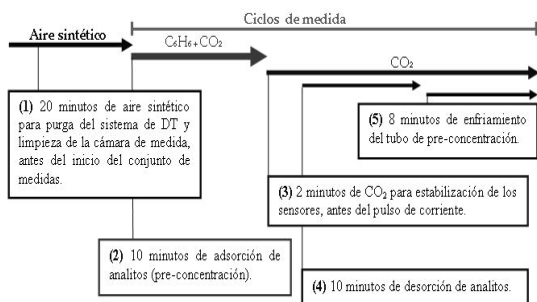 Ciclos de medida
Aire sintético
C₆H₆+CO₂
CO₂
(1) 20 minutos de aire sintético
para purga del sistema de DT y
limpieza de la cámara de medida,
antes del inicio del conjunto de
medidas.
(5) 8 minutos de enfriamiento
del tubo de pre-concentración.
(3) 2 minutos de CO₂ para estabilización de los
sensores, antes del pulso de corriente.
(2) 10 minutos de adsorción de
analitos (pre-concentración).
(4) 10 minutos de desorción de analitos.